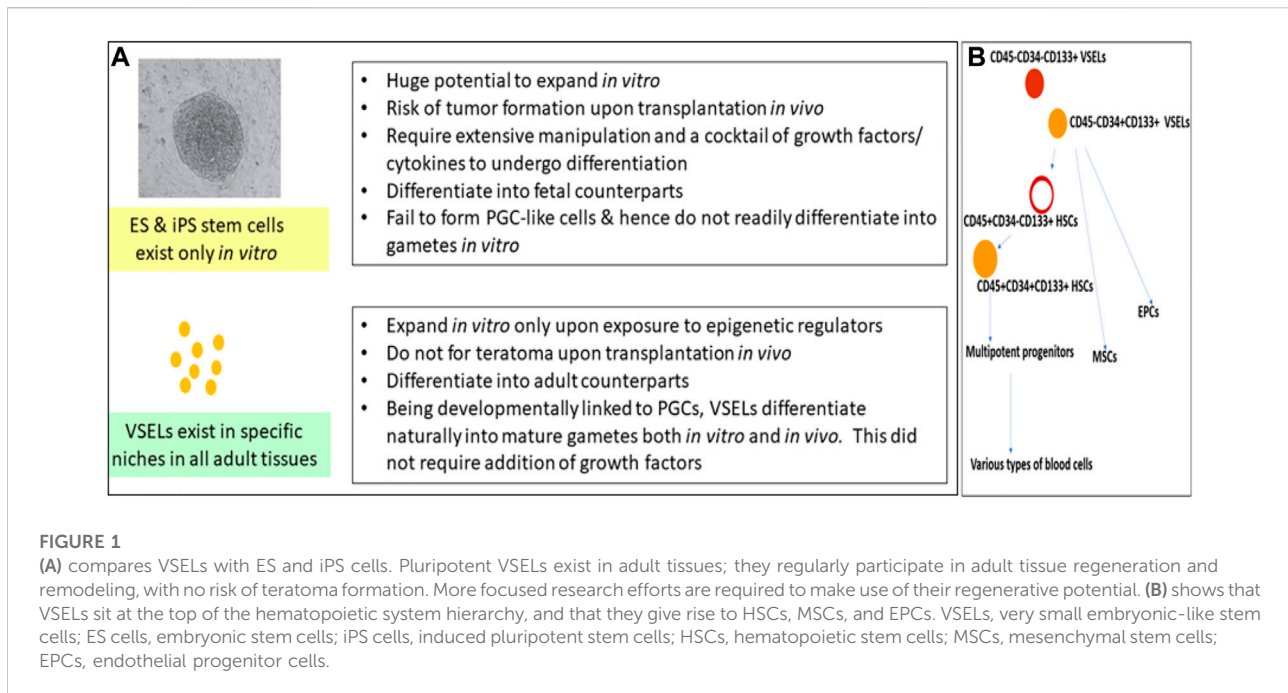 A
ES & iPS stem cells
exist only in vitro
• Huge potential to expand in vitro
• Risk of tumor formation upon transplantation in vivo
• Require extensive manipulation and a cocktail of growth factors/
cytokines to undergo differentiation
• Differentiate into fetal counterparts
• Fail to form PGC-like cells & hence do not readily differentiate into
gametes in vitro
VSELs exist in specific
niches in all adult tissues
• Expand in vitro only upon exposure to epigenetic regulators
• Do not for teratoma upon transplantation in vivo
• Differentiate into adult counterparts
• Being developmentally linked to PGCs, VSELs differentiate
naturally into mature gametes both in vitro and in vivo. This did
not require addition of growth factors
B
CD45-CD34-CD133+ VSELs
CD45-CD34+CD133+ VSELs
CD45+CD34-CD133+ HSCs
CD45+CD34+CD133+ HSCs
EPCs
Multipotent progenitors
MSCs
Various types of blood cells
FIGURE 1
(A) compares VSELs with ES and iPS cells. Pluripotent VSELs exist in adult tissues; they regularly participate in adult tissue regeneration and
remodeling, with no risk of teratoma formation. More focused research efforts are required to make use of their regenerative potential. (B) shows that
VSELs sit at the top of the hematopoietic system hierarchy, and that they give rise to HSCs, MSCs, and EPCs. VSELs, very small embryonic-like stem
cells; ES cells, embryonic stem cells; iPS cells, induced pluripotent stem cells; HSCs, hematopoietic stem cells; MSCs, mesenchymal stem cells;
EPCs, endothelial progenitor cells.